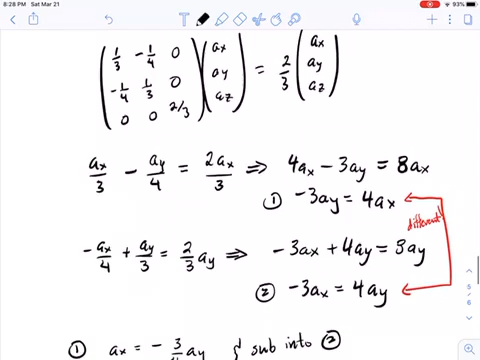 8:28 PM Sat Mar 21 93%
( 1/3 -1/4 0 ) ( ax ) = 2/3 ( ax )
( -1/4 1/3 0 ) ( ay ) ( ay )
( 0 0 2/3 ) ( az ) ( az )
ax/3 - ay/4 = 2ax/3 ⇒ 4ax - 3ay = 8ax
① -3ay = 4ax
different
-ax/4 + ay/3 = 2/3 ay ⇒ -3ax + 4ay = 8ay
② -3ax = 4ay
5/6
① ax = -3/4 ay & sub into ②